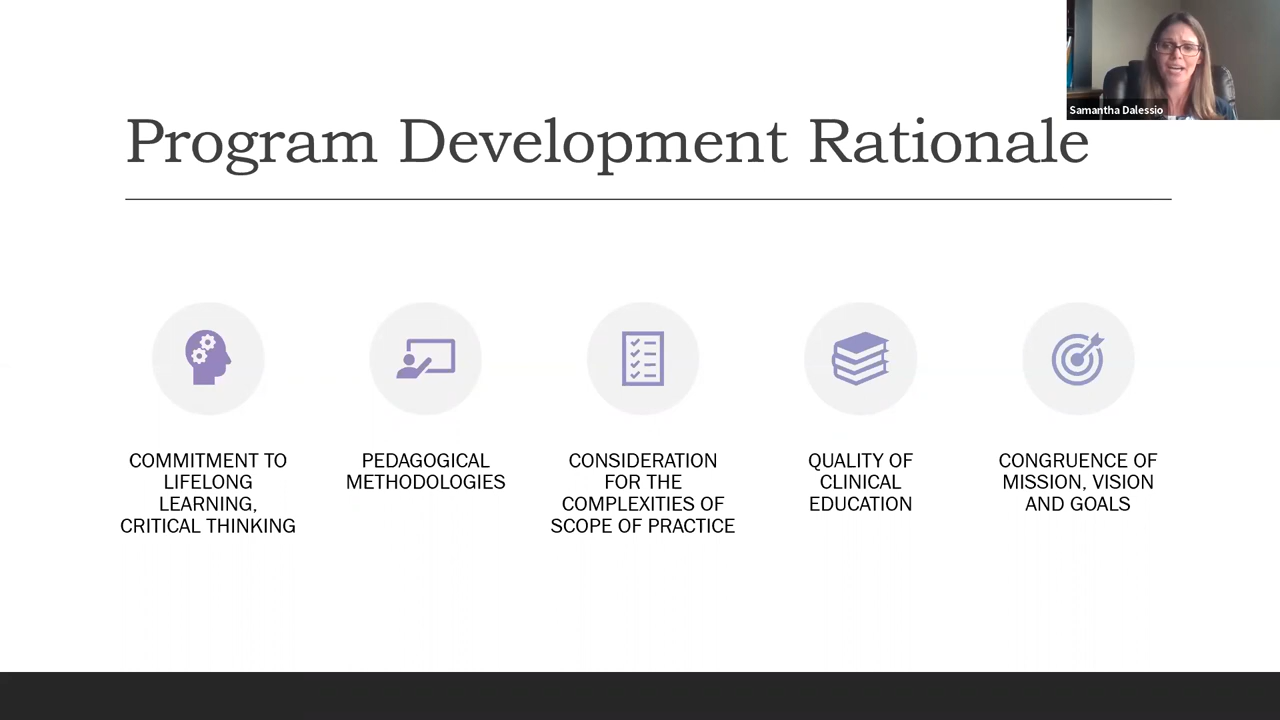 Samantha Dalessio
Program Development Rationale
COMMITMENT TO
LIFELONG
LEARNING,
CRITICAL THINKING
PEDAGOGICAL
METHODOLOGIES
CONSIDERATION
FOR THE
COMPLEXITIES OF
SCOPE OF PRACTICE
QUALITY OF
CLINICAL
EDUCATION
CONGRUENCE OF
MISSION, VISION
AND GOALS